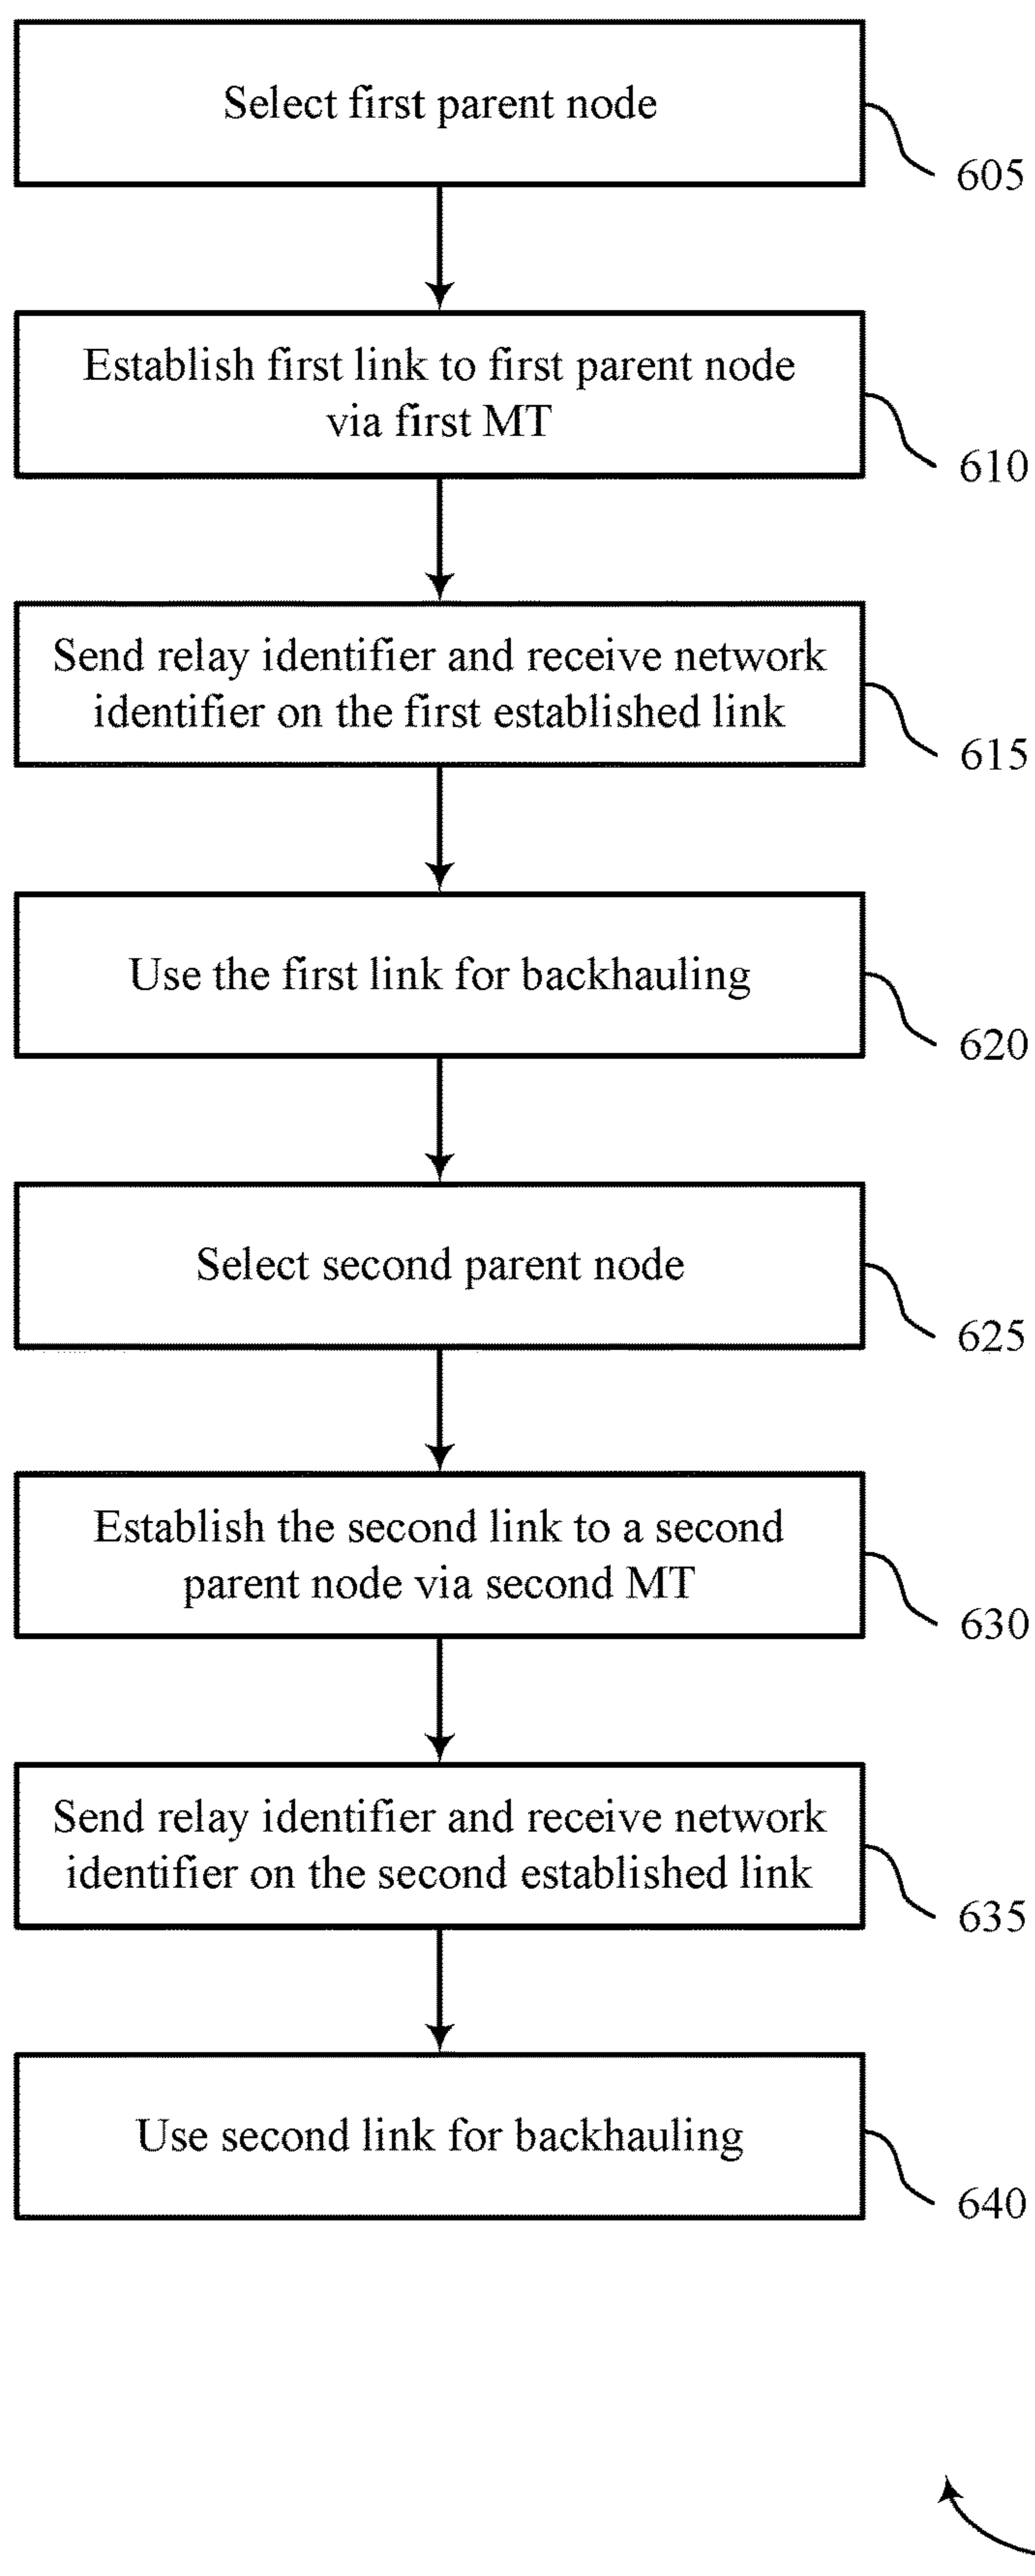 Select first parent node
605
Establish first link to first parent node
via first MT
610
Send relay identifier and receive network
identifier on the first established link
615
Use the first link for backhauling
620
Select second parent node
625
Establish the second link to a second
parent node via second MT
630
Send relay identifier and receive network
identifier on the second established link
635
Use second link for backhauling
640